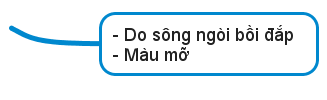 - Do sông ngòi bồi đắp
- Màu mỡ